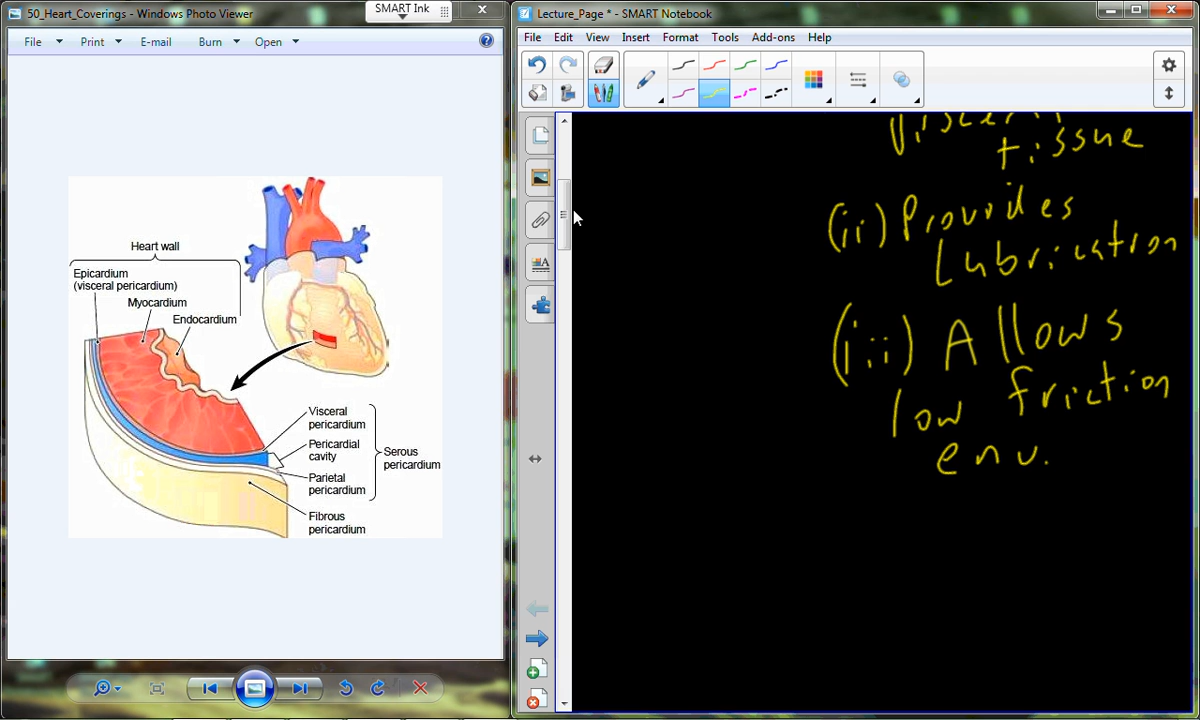 50_Heart_Coverings - Windows Photo Viewer
SMART Ink
File Print E-mail Burn Open
Heart wall
Epicardium
(visceral pericardium)
Myocardium
Endocardium
Visceral
pericardium
Pericardial
cavity
Serous
pericardium
Parietal
pericardium
Fibrous
pericardium
Lecture_Page * - SMART Notebook
File Edit View Insert Format Tools Add-ons Help
tissue
(ii) Provides
Lubrication
(iii) Allows
low friction
env.